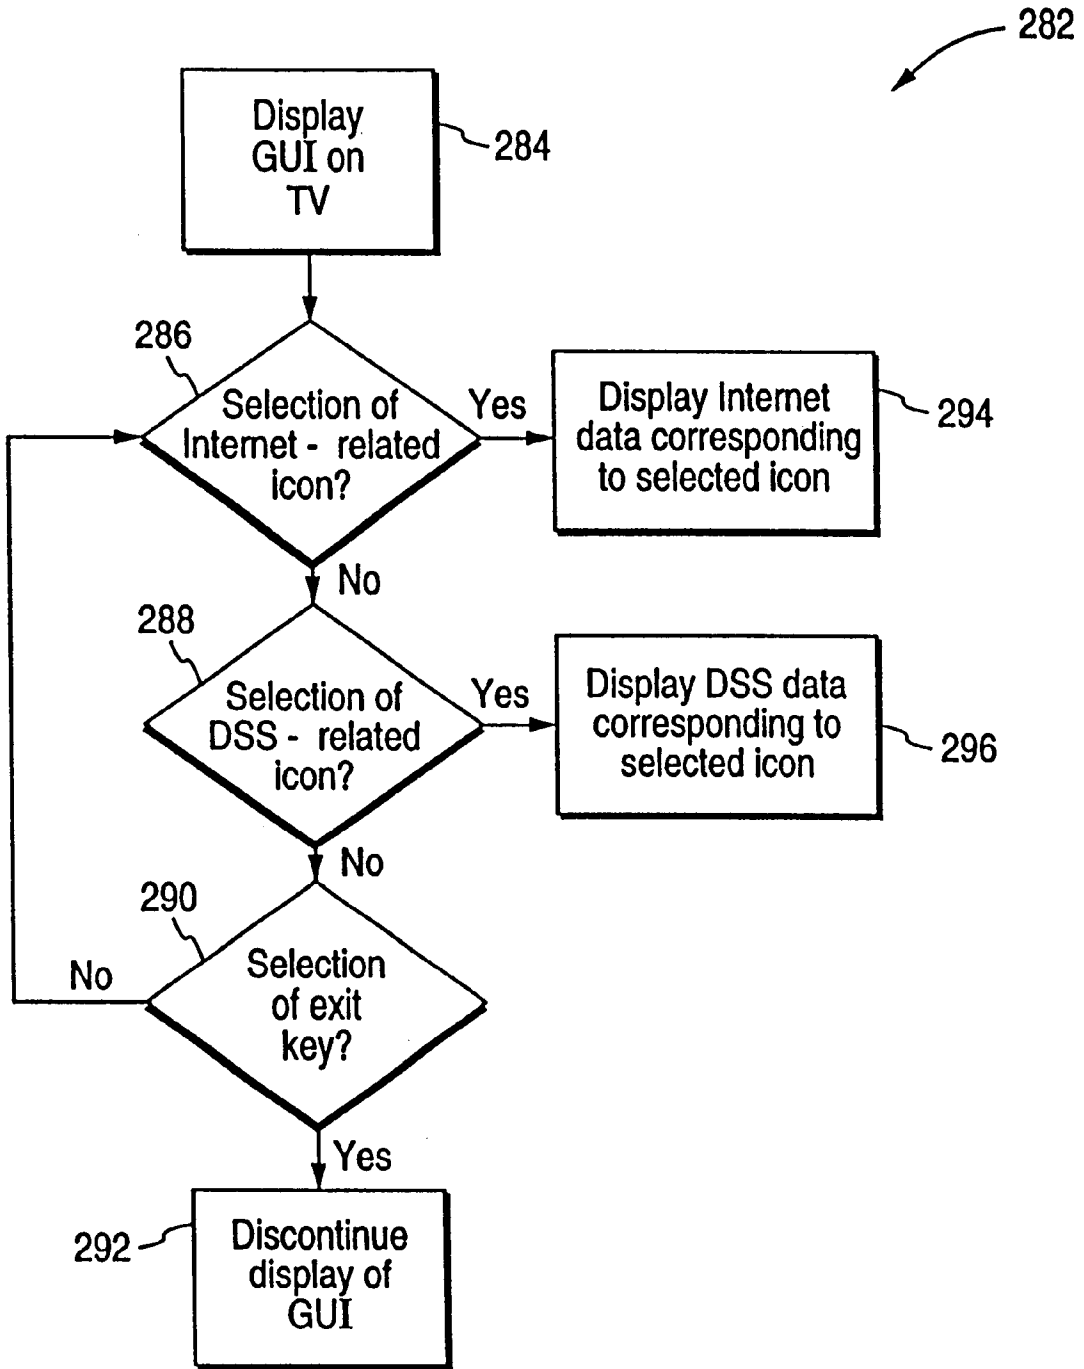 282
Display
GUI on
TV
284
286
Selection of
Internet - related
icon?
Yes
Display Internet
data corresponding
to selected icon
294
No
288
Selection of
DSS - related
icon?
Yes
Display DSS data
corresponding to
selected icon
296
No
290
Selection
of exit
key?
No
Yes
292
Discontinue
display of
GUI